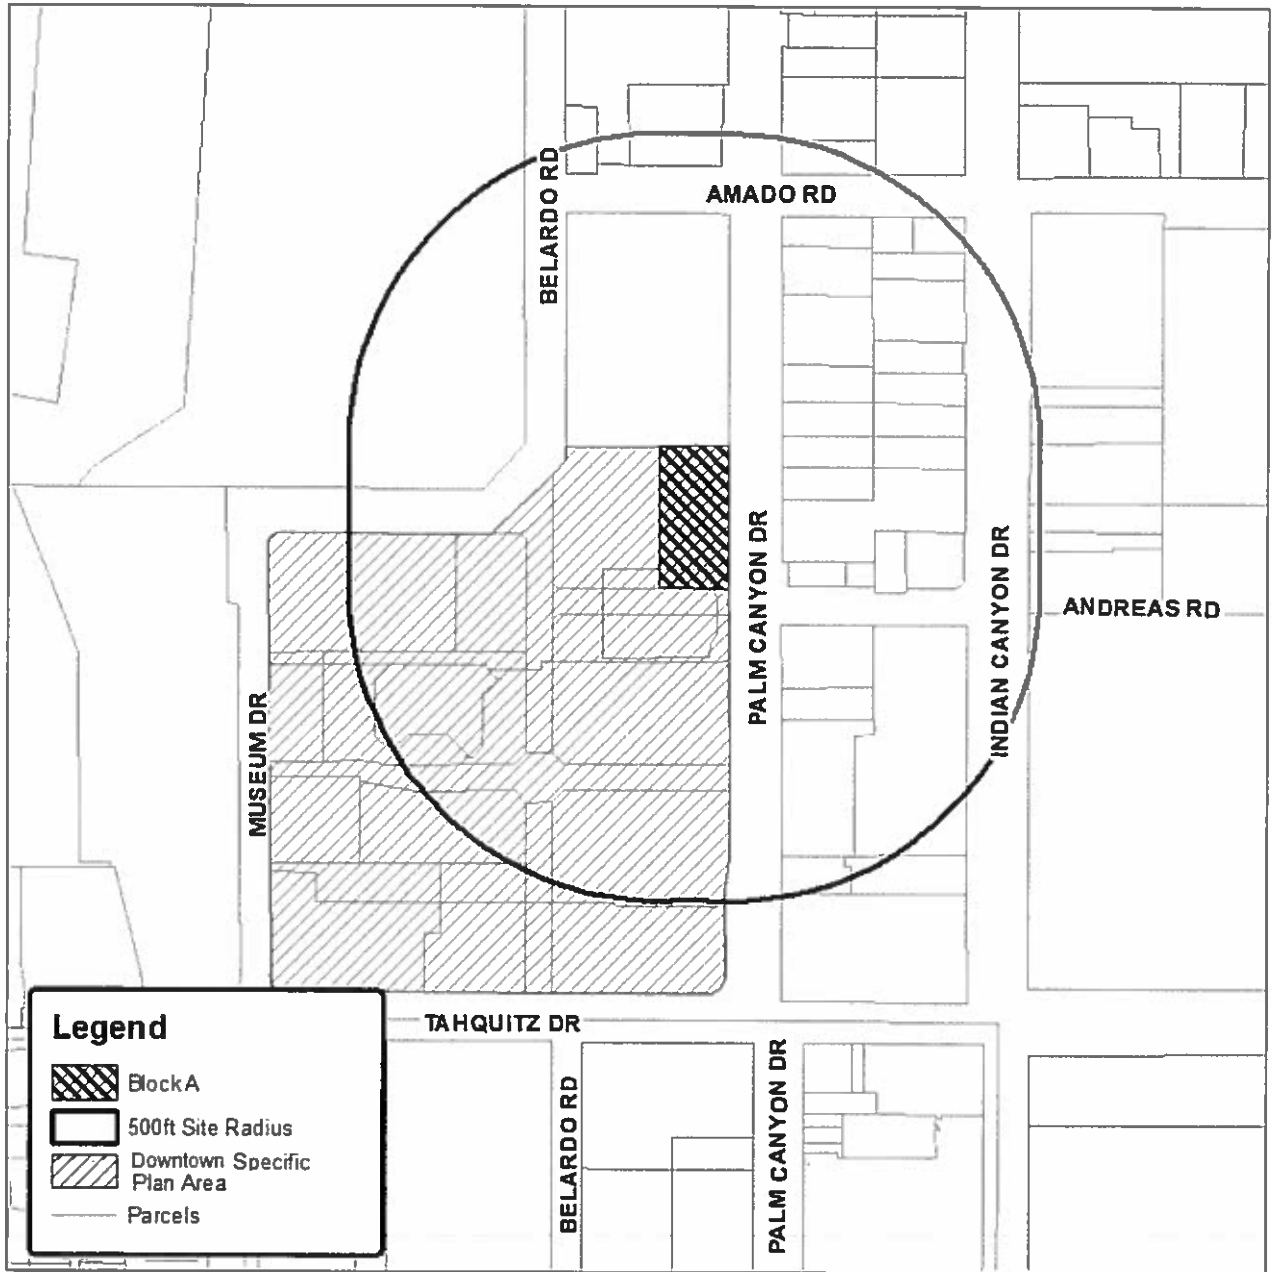 BELARDO RD
AMADO RD
PALM CANYON DR
INDIAN CANYON DR
ANDREAS RD
MUSEUM DR
Legend
Block A
500ft Site Radius
Downtown Specific
Plan Area
Parcels
TAHQUITZ DR
BELARDO RD
PALM CANYON DR